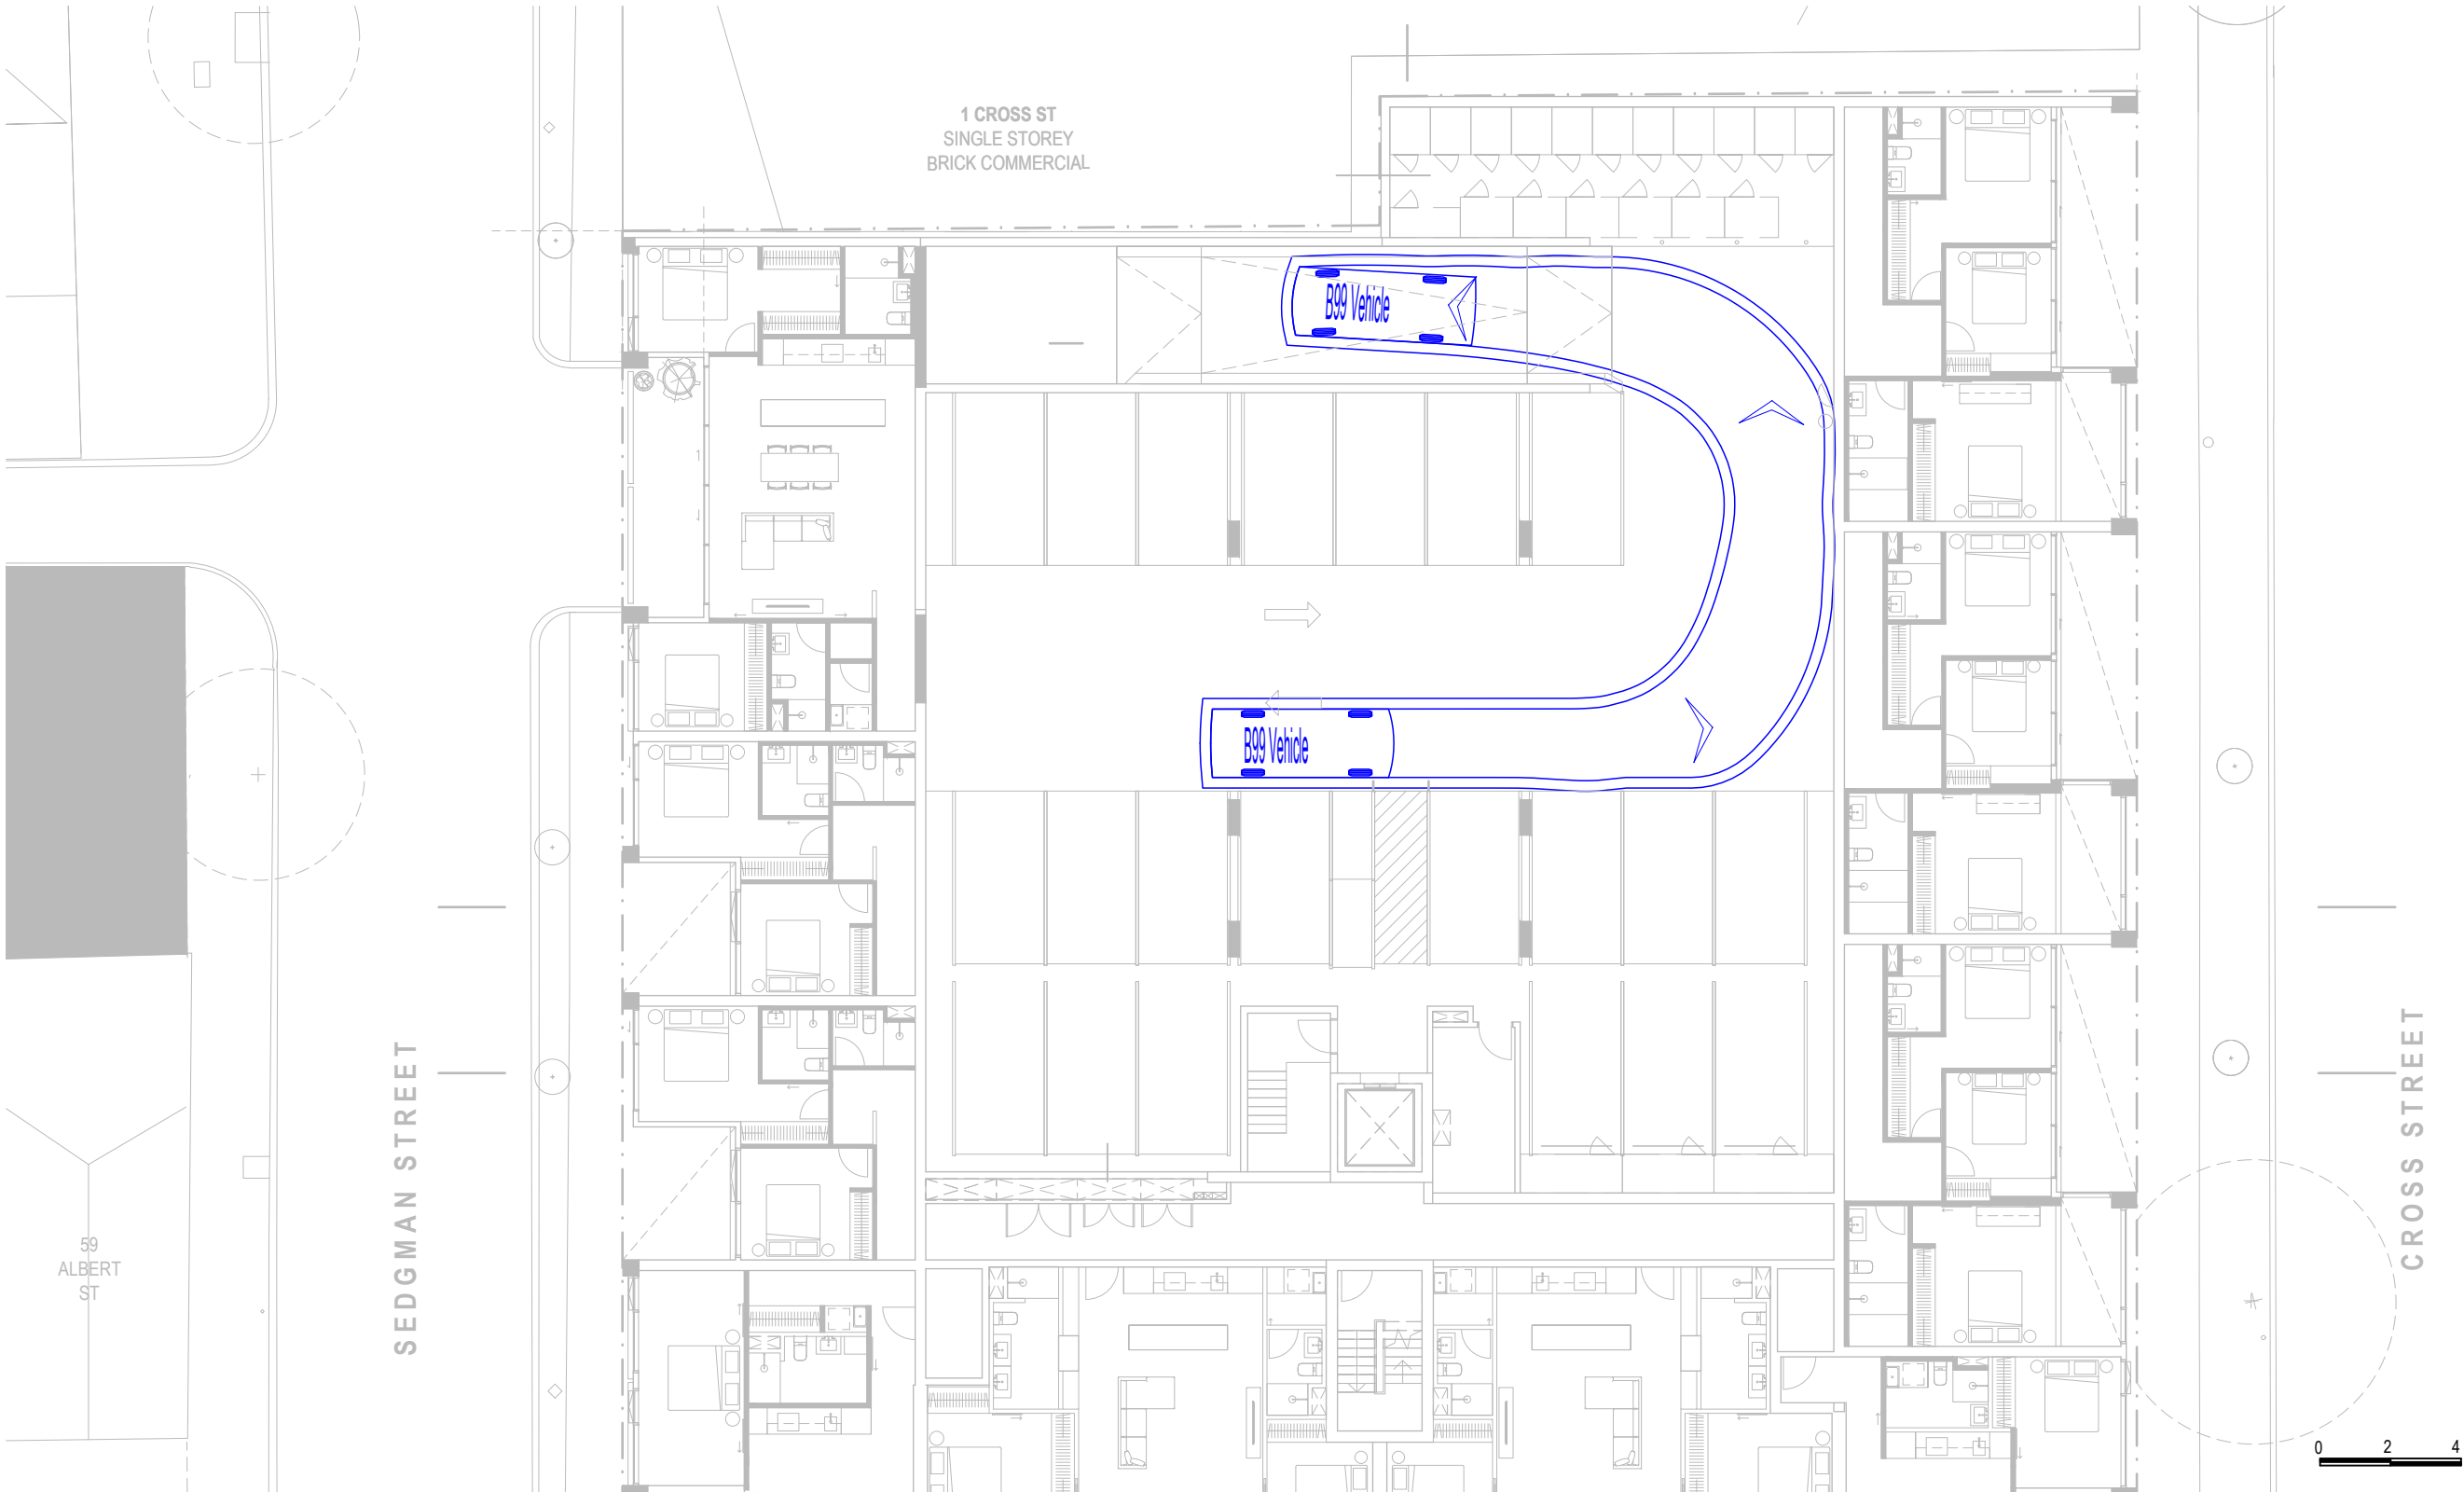 1 CROSS ST
SINGLE STOREY
BRICK COMMERCIAL
B99 Vehicle
B99 Vehicle
59
ALBERT
ST
SEDGMAN STREET
CROSS STREET
0 2 4